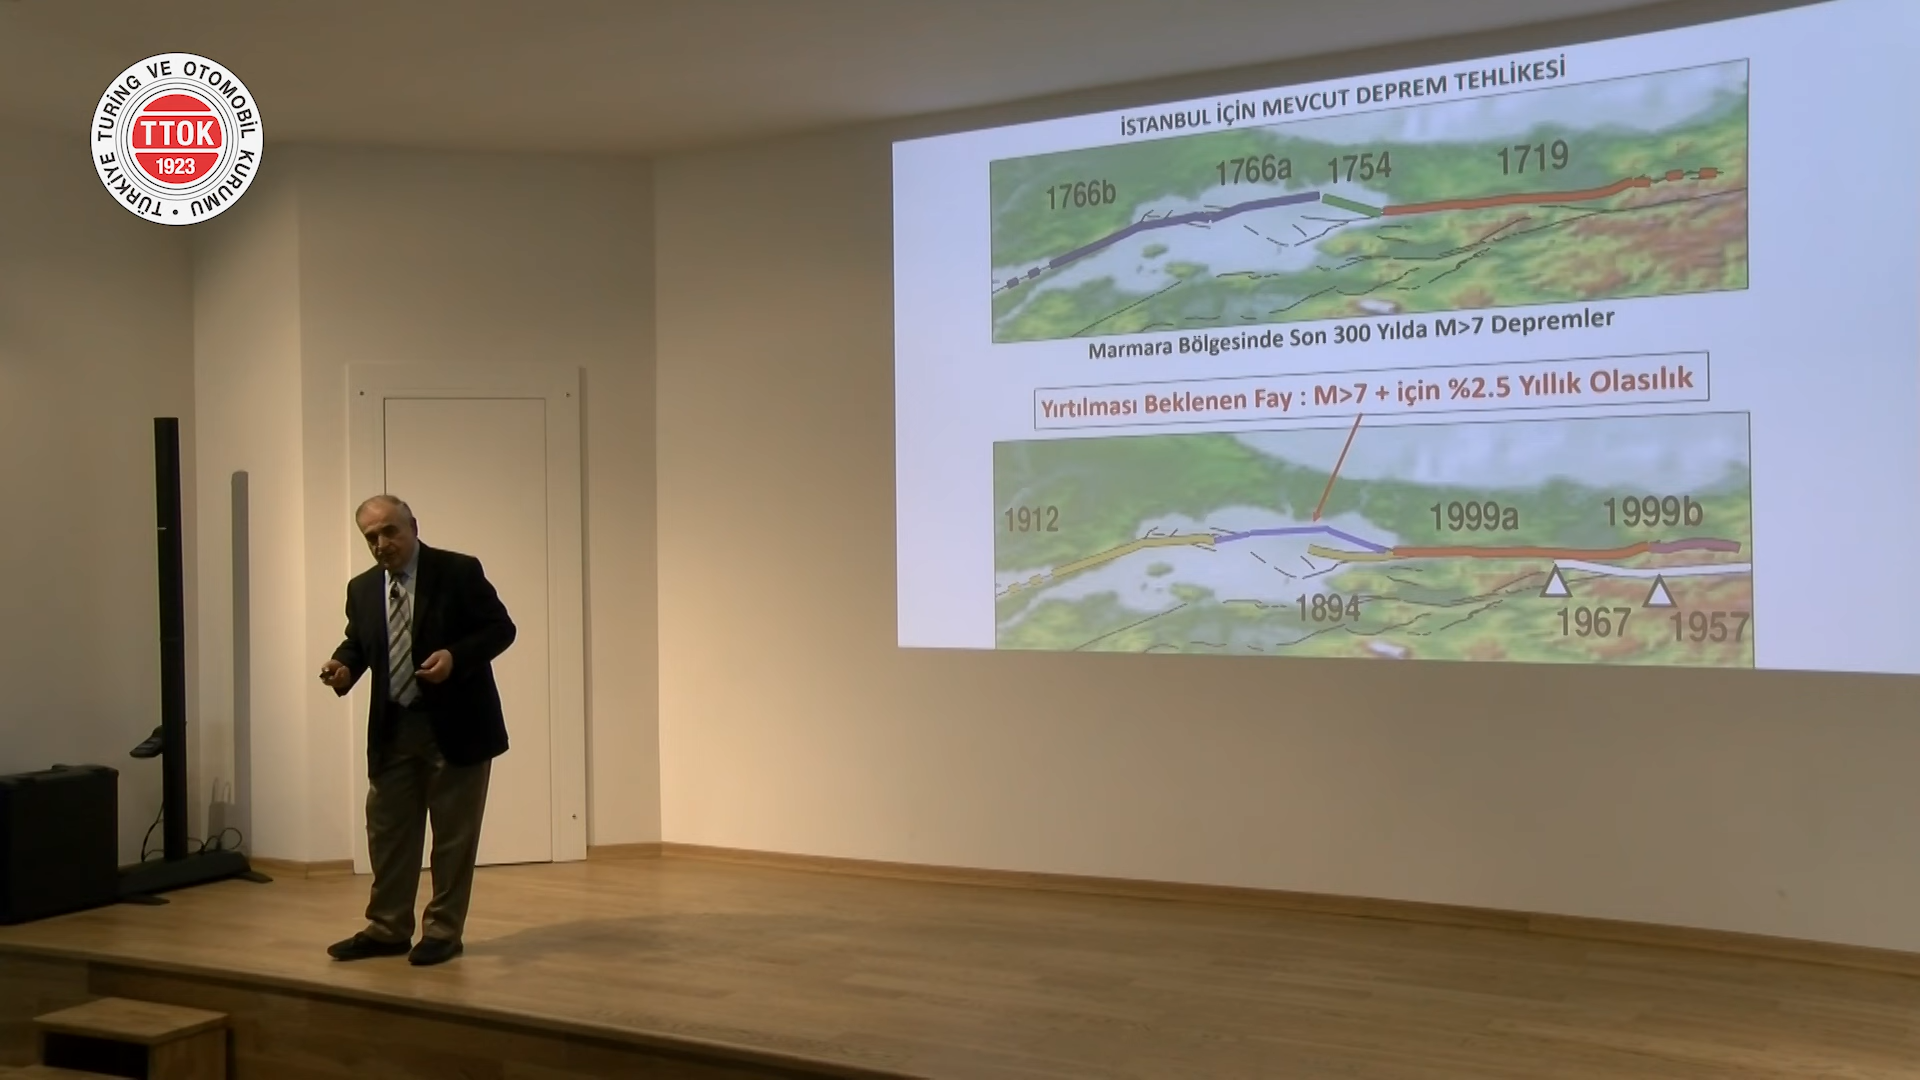 TÜRKİYE TURİNG VE OTOMOBİL KURUMU •
TTOK
1923
İSTANBUL İÇİN MEVCUT DEPREM TEHLİKESİ
1766b
1766a
1754
1719
Marmara Bölgesinde Son 300 Yılda M>7 Depremler
Yırtılması Beklenen Fay : M>7 + için %2.5 Yıllık Olasılık
1912
1999a
1999b
1894
1967
1957